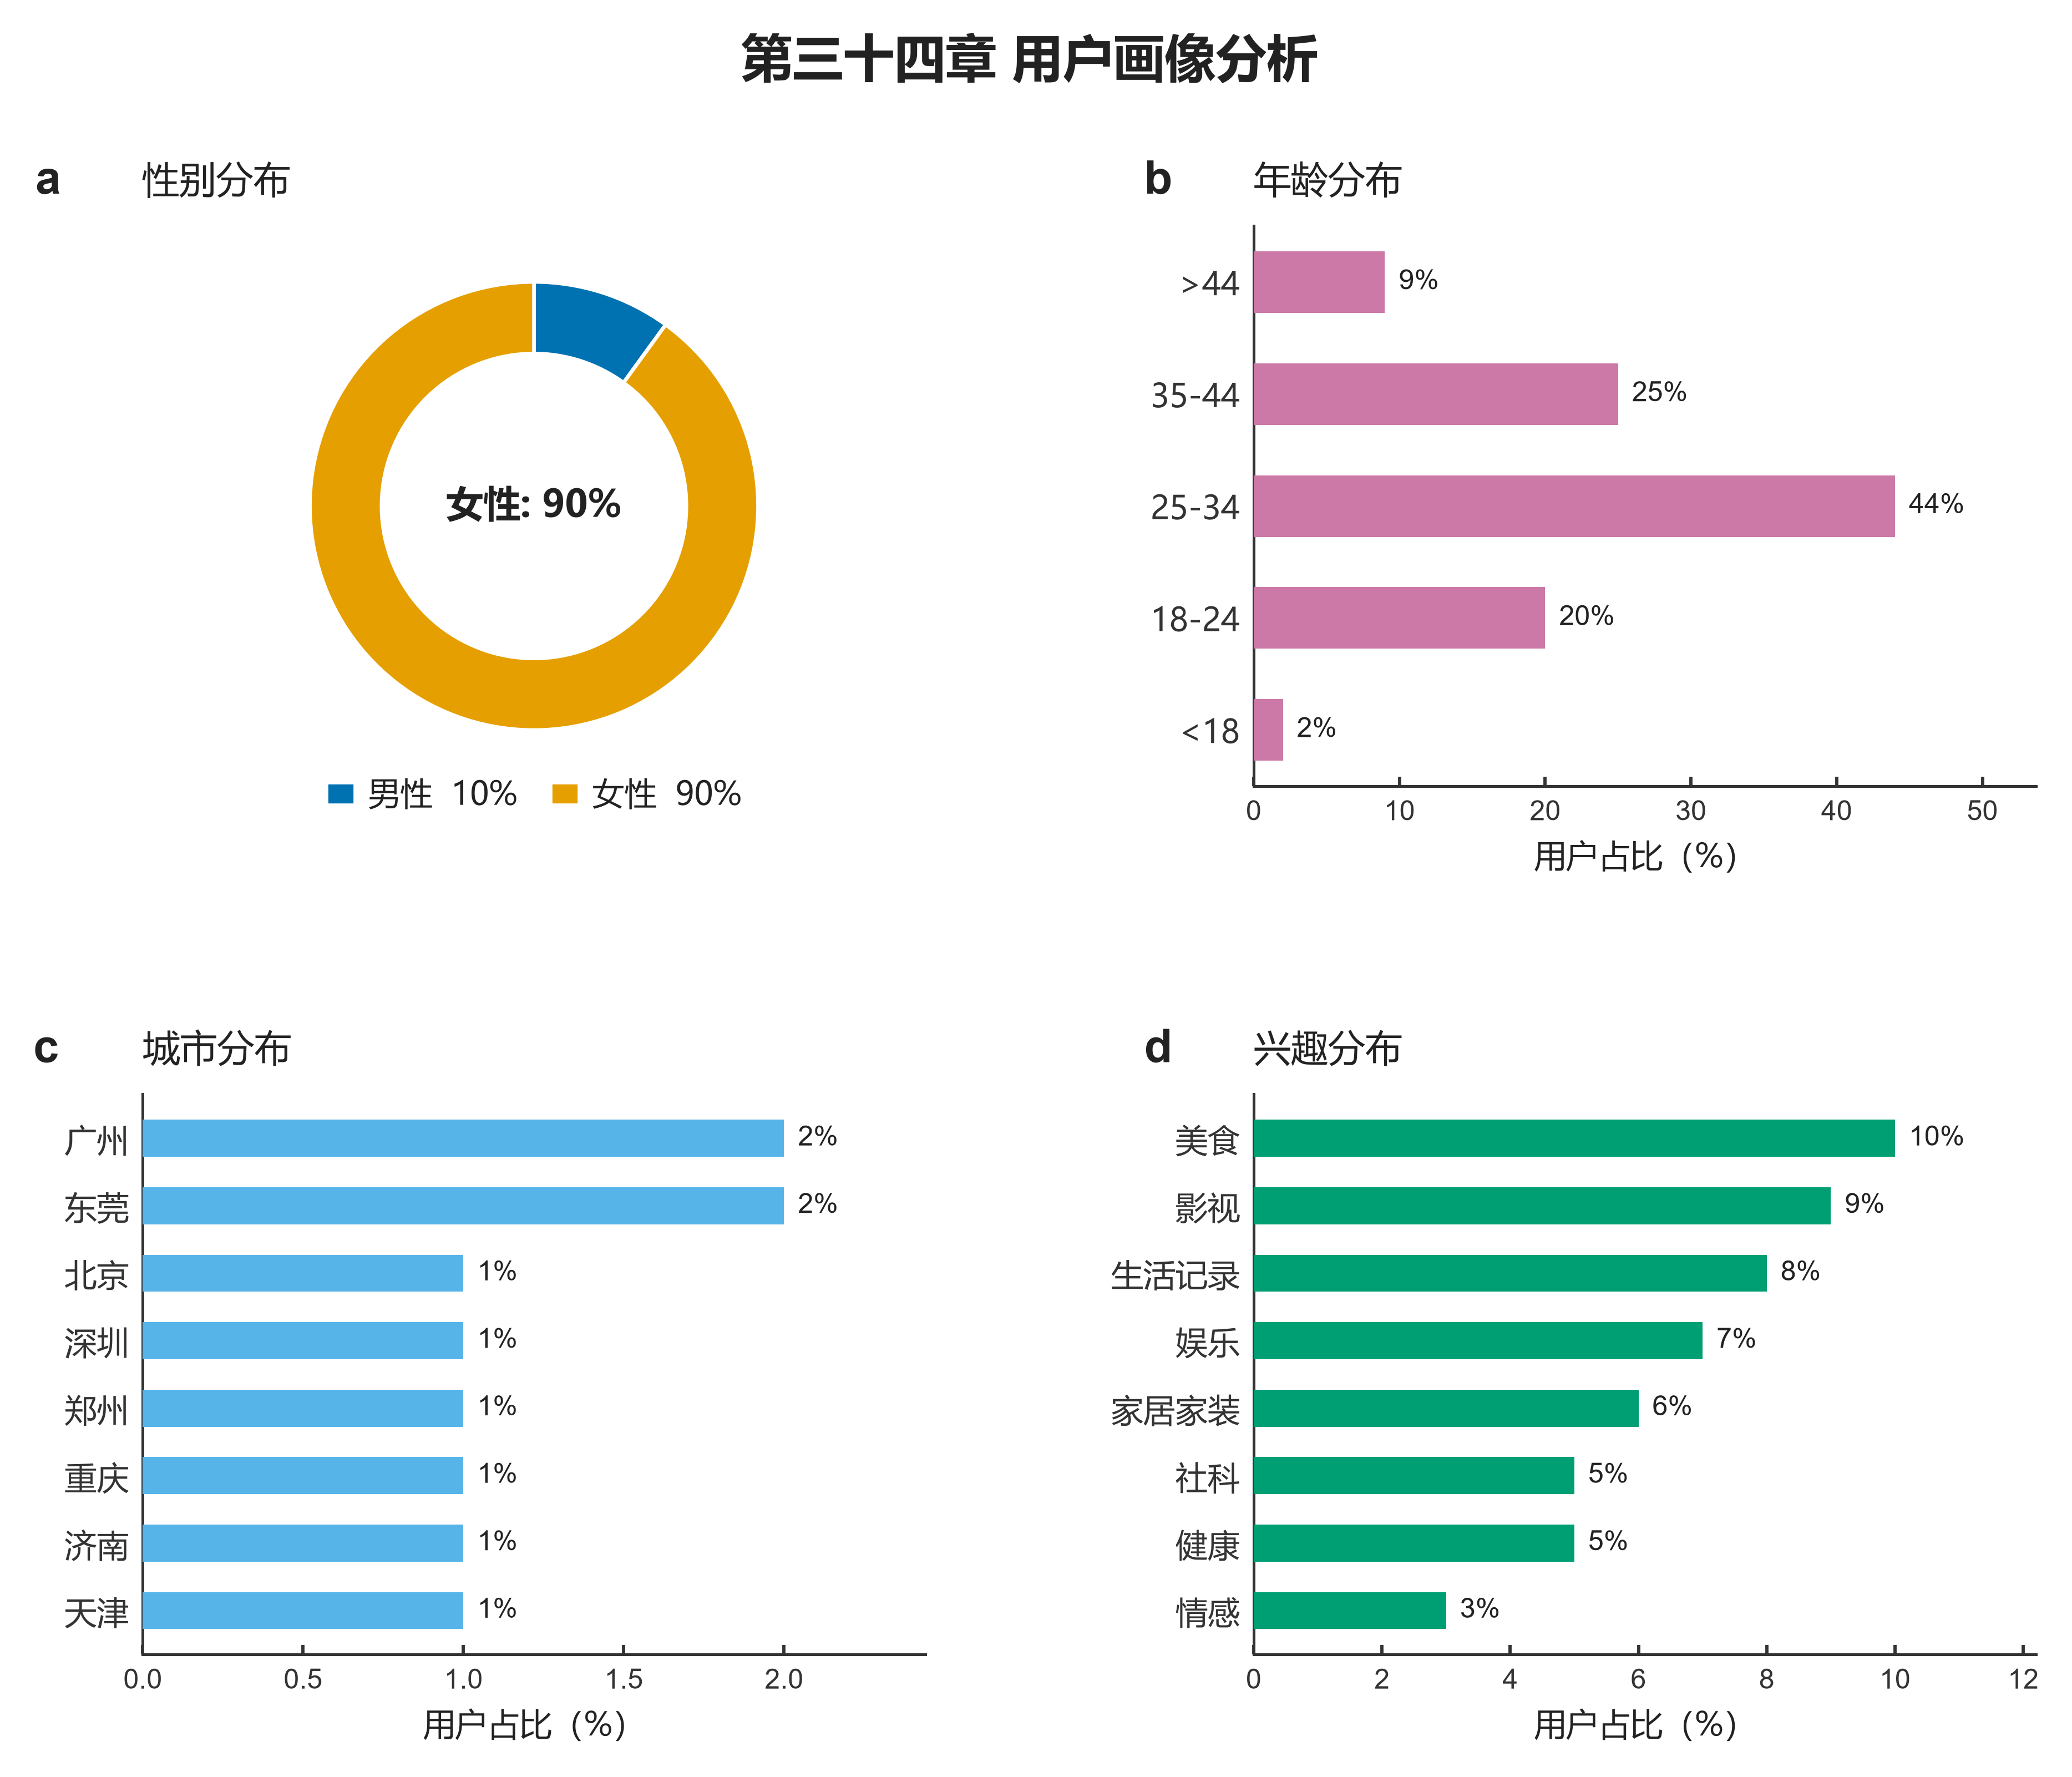 第三十四章 用户画像分析
a 性别分布
女性: 90%
男性 10% 女性 90%
b 年龄分布
>44 9%
35-44 25%
25-34 44%
18-24 20%
<18 2%
0 10 20 30 40 50
用户占比（%）
c 城市分布
广州 2%
东莞 2%
北京 1%
深圳 1%
郑州 1%
重庆 1%
济南 1%
天津 1%
0.0 0.5 1.0 1.5 2.0
用户占比（%）
d 兴趣分布
美食 10%
影视 9%
生活记录 8%
娱乐 7%
家居家装 6%
社科 5%
健康 5%
情感 3%
0 2 4 6 8 10 12
用户占比（%）